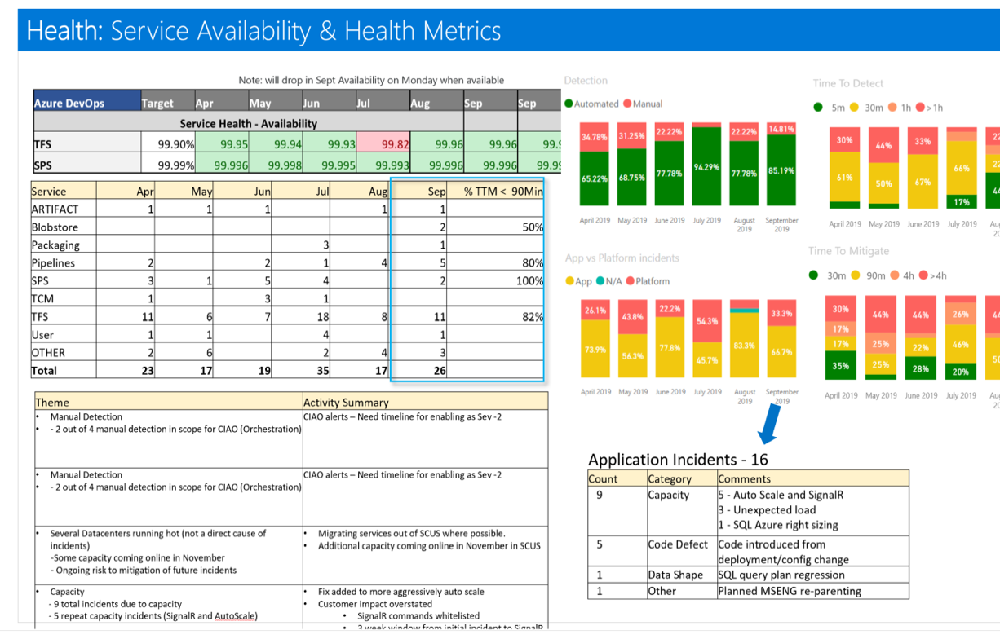 Health: Service Availability & Health Metrics
Note: will drop in Sept Availability on Monday when available
Azure DevOps Target Apr May Jun Jul Aug Sep Sep
Service Health - Availability
TFS 99.90% 99.95 99.94 99.93 99.82 99.96 99.96 99.9
SPS 99.99% 99.996 99.998 99.995 99.993 99.996 99.996 99.99
Service Apr May Jun Jul Aug Sep % TTM < 90Min
ARTIFACT 1 1 1 1 1
Blobstore 2 50%
Packaging 3 1
Pipelines 2 2 1 4 5 80%
SPS 3 1 5 4 2 100%
TCM 1 3 1
TFS 11 6 7 18 8 11 82%
User 1 1 4 1
OTHER 2 6 2 4 3
Total 23 17 19 35 17 26
Theme Activity Summary
• Manual Detection
• - 2 out of 4 manual detection in scope for CIAO (Orchestration)
CIAO alerts – Need timeline for enabling as Sev -2
• Manual Detection
• - 2 out of 4 manual detection in scope for CIAO (Orchestration)
CIAO alerts – Need timeline for enabling as Sev -2
• Several Datacenters running hot (not a direct cause of
incidents)
-Some capacity coming online in November
- Ongoing risk to mitigation of future incidents
• Migrating services out of SCUS where possible.
• Additional capacity coming online in November in SCUS
• Capacity
- 9 total incidents due to capacity
- 5 repeat capacity incidents (SignalR and AutoScale)
• Fix added to more aggressively auto scale
• Customer impact overstated
• SignalR commands whitelisted
• 3 week window from initial incident to SignalR
Detection
Automated Manual
34.78% 31.25% 22.22% 22.22% 14.81%
65.22% 68.75% 77.78% 94.29% 77.78% 85.19%
April 2019 May 2019 June 2019 July 2019 August September
2019 2019
Time To Detect
5m 30m 1h >1h
30% 44% 33% 22
61% 50% 67% 66% 22
17% 44
April 2019 May 2019 June 2019 July 2019 Au
20
App vs Platform incidents
App N/A Platform
26.1% 43.8% 22.2% 54.3% 33.3%
73.9% 56.3% 77.8% 45.7% 83.3% 66.7%
April 2019 May 2019 June 2019 July 2019 August September
2019 2019
Time To Mitigate
30m 90m 4h >4h
30% 44% 44% 26% 44
17% 25%
17% 25% 22% 46% 50
35% 28% 20%
April 2019 May 2019 June 2019 July 2019 Au
20
Application Incidents - 16
Count Category Comments
9 Capacity 5 - Auto Scale and SignalR
3 - Unexpected load
1 - SQL Azure right sizing
5 Code Defect Code introduced from
deployment/config change
1 Data Shape SQL query plan regression
1 Other Planned MSENG re-parenting